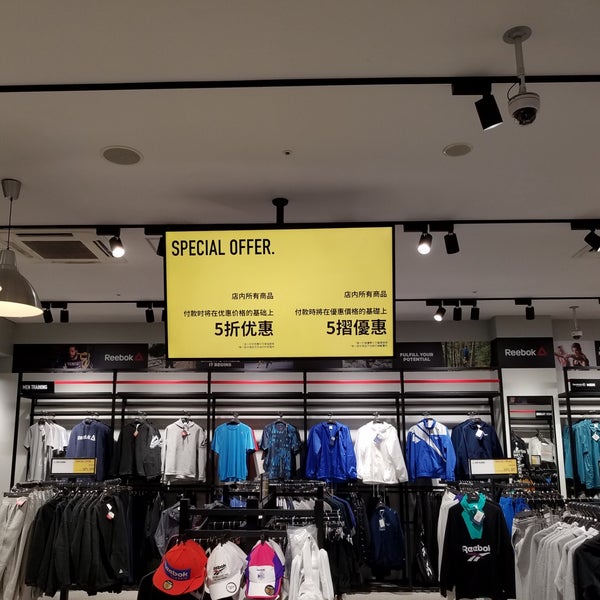 SPECIAL OFFER.
店内所有商品
付款时将在优惠价格的基础上
5折优惠
店內所有商品
付款時將在優惠價格的基礎上
5摺優惠
Reebok
IT BEGINS
FULFILL YOUR
POTENTIAL
Reebok
MEN TRAINING
Reebok
Reebok